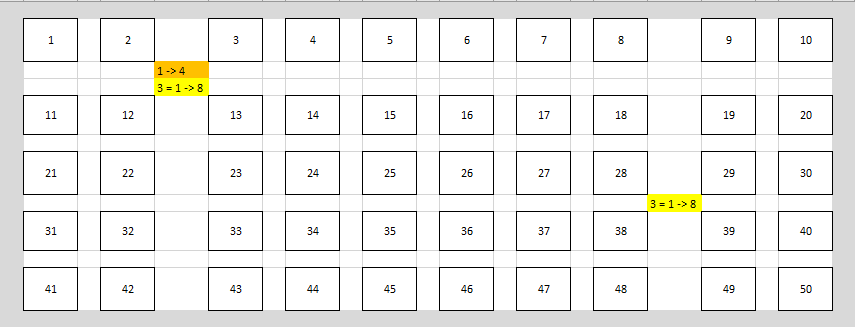 1 2 3 4 5 6 7 8 9 10
1 -> 4
3 = 1 -> 8
11 12 13 14 15 16 17 18 19 20
21 22 23 24 25 26 27 28 29 30
3 = 1 -> 8
31 32 33 34 35 36 37 38 39 40
41 42 43 44 45 46 47 48 49 50